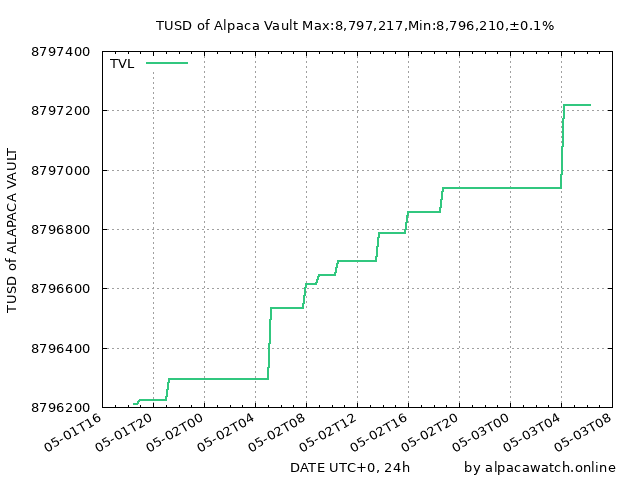 TUSD of Alpaca Vault Max:8,797,217,Min:8,796,210,±0.1%
TVL
8797400
8797200
8797000
8796800
8796600
8796400
8796200
TUSD of ALAPACA VAULT
05-01T16
05-01T20
05-02T00
05-02T04
05-02T08
05-02T12
05-02T16
05-02T20
05-03T00
05-03T04
05-03T08
DATE UTC+0, 24h
by alpacawatch.online